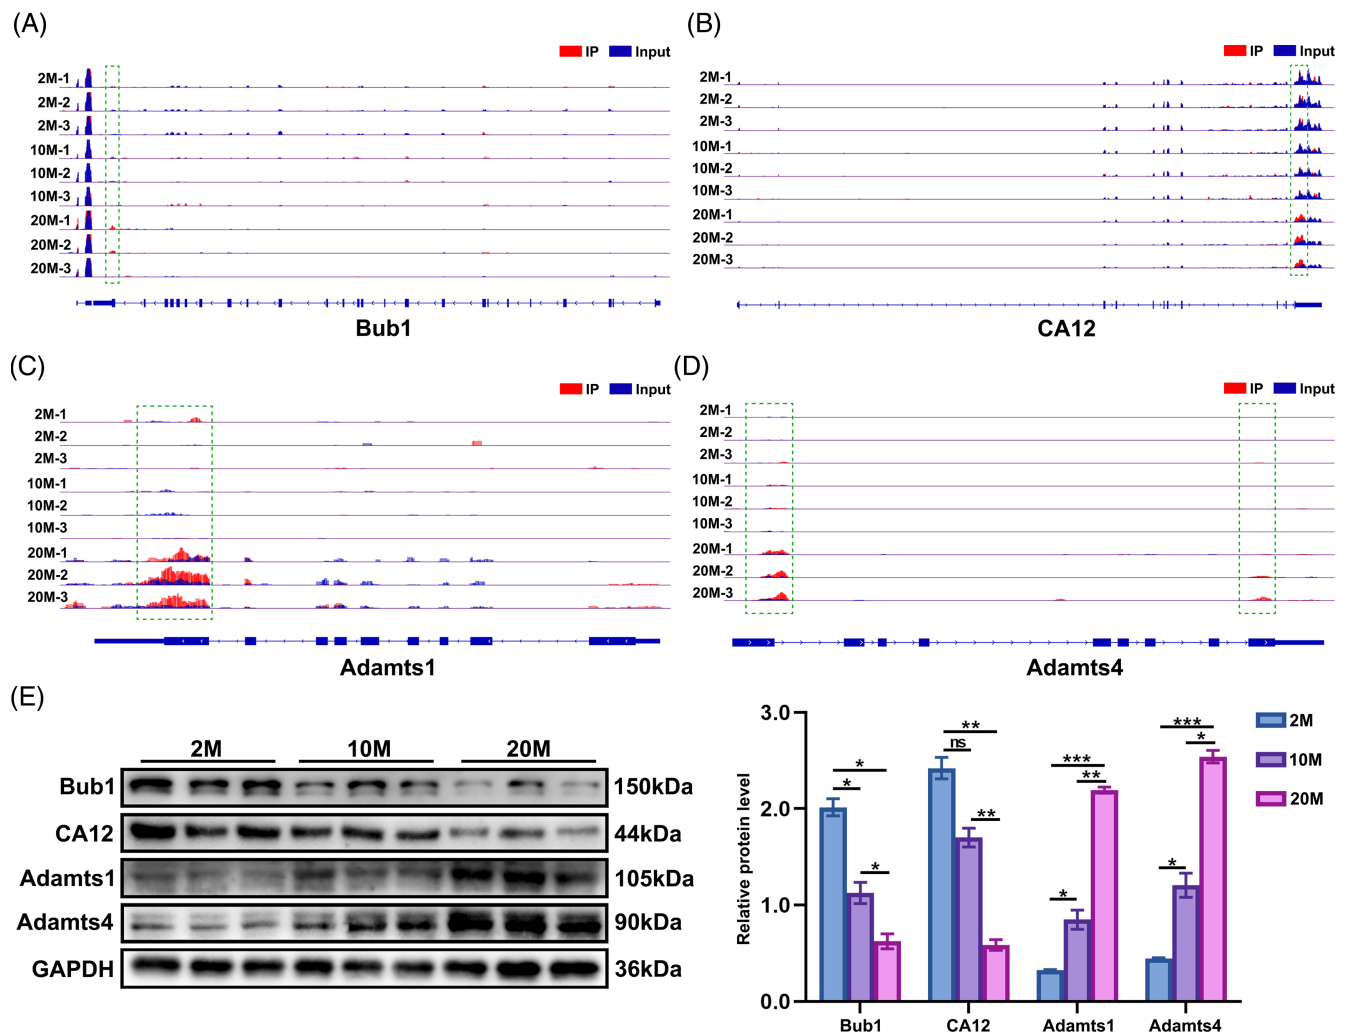 (A)
IP Input
2M-1
2M-2
2M-3
10M-1
10M-2
10M-3
20M-1
20M-2
20M-3
Bub1
(B)
IP Input
2M-1
2M-2
2M-3
10M-1
10M-2
10M-3
20M-1
20M-2
20M-3
CA12
(C)
IP Input
2M-1
2M-2
2M-3
10M-1
10M-2
10M-3
20M-1
20M-2
20M-3
Adamts1
(D)
IP Input
2M-1
2M-2
2M-3
10M-1
10M-2
10M-3
20M-1
20M-2
20M-3
Adamts4
(E)
2M 10M 20M
Bub1 150kDa
CA12 44kDa
Adamts1 105kDa
Adamts4 90kDa
GAPDH 36kDa
Relative protein level
3.0
2.0
1.0
0.0
*
*
*
**
ns
**
***
**
*
***
*
*
Bub1 CA12 Adamts1 Adamts4
2M
10M
20M